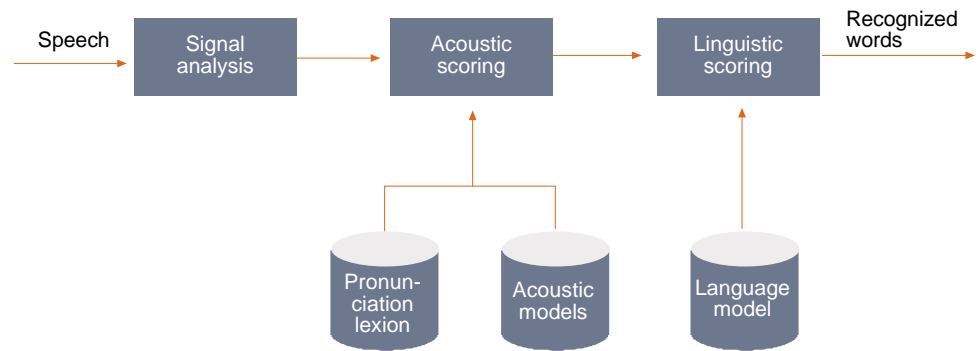 Speech
Signal
analysis
Acoustic
scoring
Linguistic
scoring
Recognized
words
Pronun-
ciation
lexion
Acoustic
models
Language
model